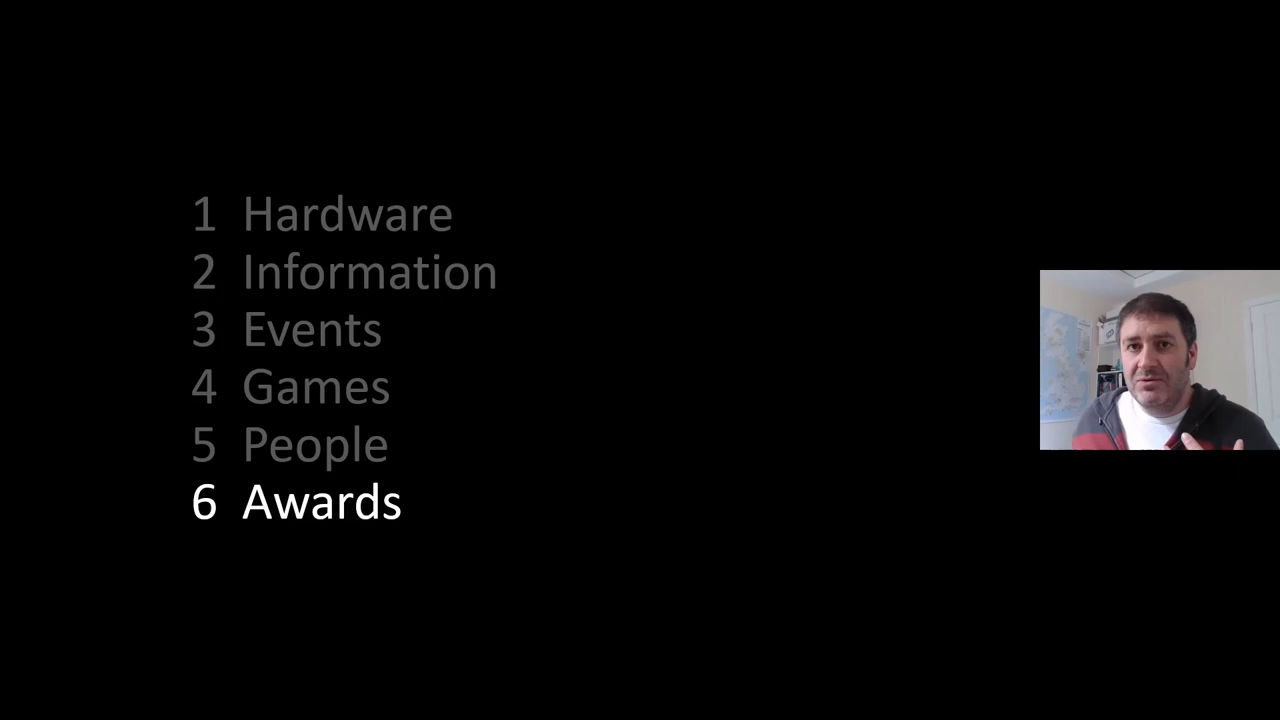 1 Hardware
2 Information
3 Events
4 Games
5 People
6 Awards